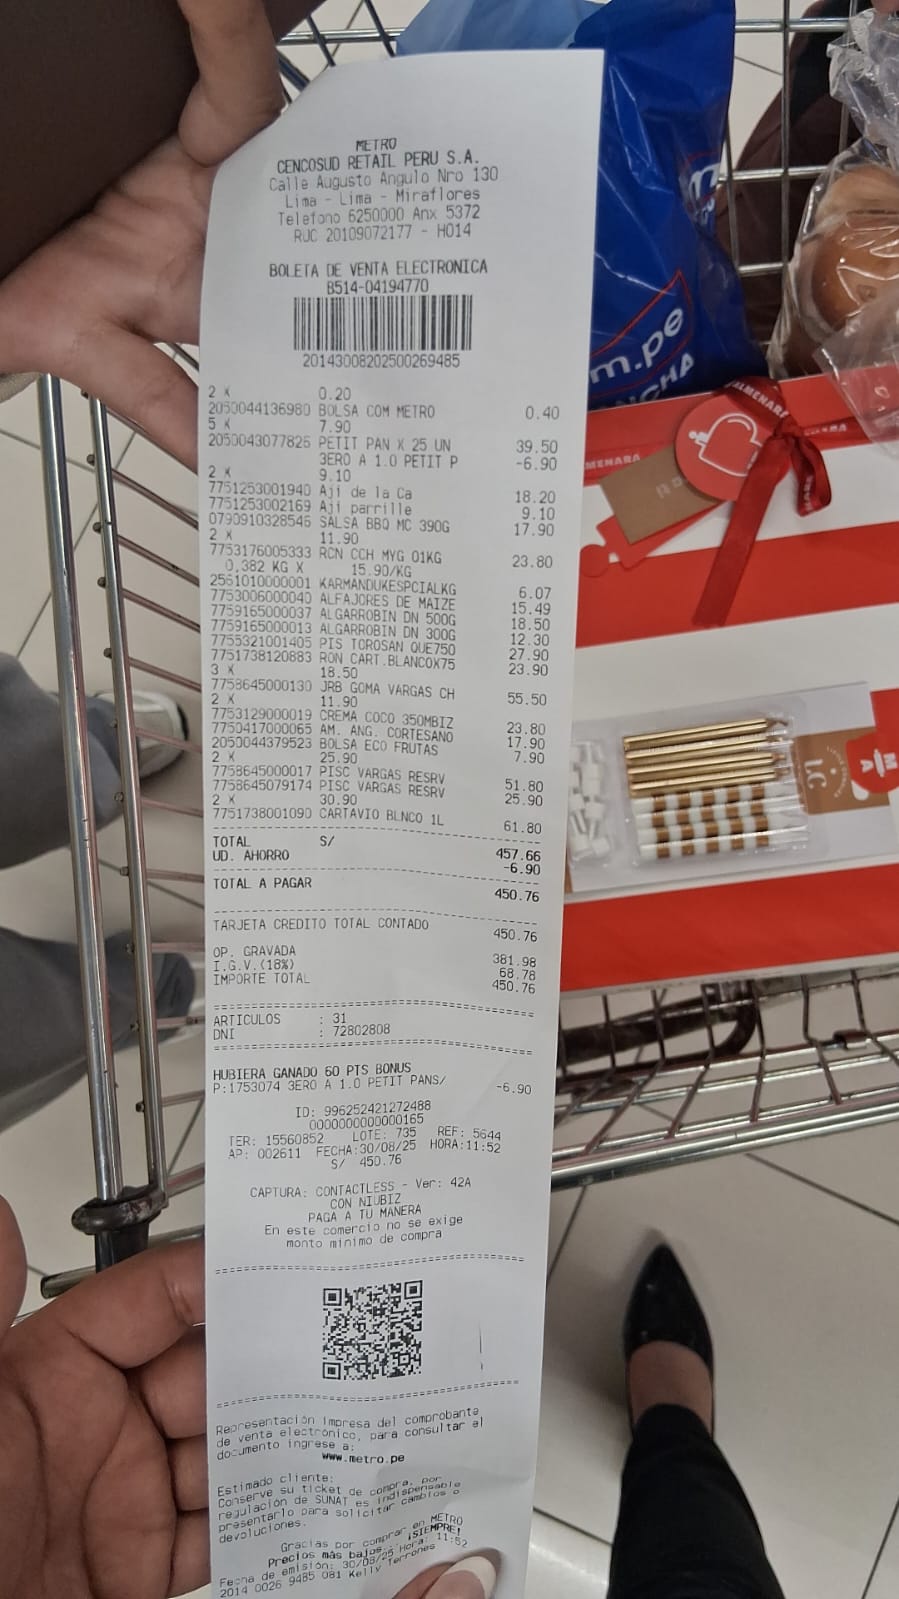 METRO
CENCOSUD RETAIL PERU S.A.
Calle Augusto Angulo Nro 130
Lima - Lima - Miraflores
Telefono 6250000 Anx 5372
RUC 20109072177 - H014
BOLETA DE VENTA ELECTRONICA
B514-04194770
20143008202500269485
2 X 0.20
2050044136980 BOLSA COM METRO 0.40
5 X 7.90
2050043077826 PETIT PAN X 25 UN 39.50
3ERO A 1.0 PETIT P -6.90
2 X 9.10
7751253001940 Aji de la Ca 18.20
7751253002169 Aji parrille 9.10
0790910328546 SALSA BBQ MC 390G 17.90
2 X 11.90
7753176005333 RCN CCH MYG 01KG 23.80
0,382 KG X 15.90/KG
2561010000001 KARMANDUKESPCIALKG 6.07
7753006000040 ALFAJORES DE MAIZE 15.49
7759165000037 ALGARROBIN DN 500G 18.50
7759165000013 ALGARROBIN DN 300G 12.30
7755321001405 PIS TOROSAN QUE750 27.90
7751738120883 RON CART.BLANCOX75 23.90
3 X 18.50
7758645000130 JRB GOMA VARGAS CH 55.50
2 X 11.90
7753129000019 CREMA COCO 350MBIZ 23.80
7750417000065 AM. ANG. CORTESANO 17.90
2050044379523 BOLSA ECO FRUTAS 7.90
2 X 25.90
7758645000017 PISC VARGAS RESRV 51.80
7758645079174 PISC VARGAS RESRV 25.90
2 X 30.90
7751738001090 CARTAVIO BLNCO 1L 61.80
TOTAL S/ 457.66
UD. AHORRO -6.90
TOTAL A PAGAR 450.76
TARJETA CREDITO TOTAL CONTADO 450.76
OP. GRAVADA 381.98
I.G.V.(18%) 68.78
IMPORTE TOTAL 450.76
ARTICULOS : 31
DNI : 72802808
HUBIERA GANADO 60 PTS BONUS
P:1753074 3ERO A 1.0 PETIT PANS/ -6.90
ID: 996252421272488
0000000000000165
TER: 15560852 LOTE: 735 REF: 5644
AP: 002611 FECHA:30/08/25 HORA:11:52
S/ 450.76
CAPTURA: CONTACTLESS - Ver: 42A
CON NIUBIZ
PAGA A TU MANERA
En este comercio no se exige
monto minimo de compra
Representación impresa del comprobante
de venta electrónico, para consultar el
documento ingrese a:
www.metro.pe
Estimado cliente:
Conserve su ticket de compra, por
regulación de SUNAT es indispensable
presentarlo para solicitar cambios o
devoluciones.
Gracias por comprar en METRO
Precios más bajos... ¡SIEMPRE!
Fecha de emisión: 30/08/25 Hora: 11:52
2014 0026 9485 081 Kelly Terrones
m.pe
ALMENARA
MENARA
LC